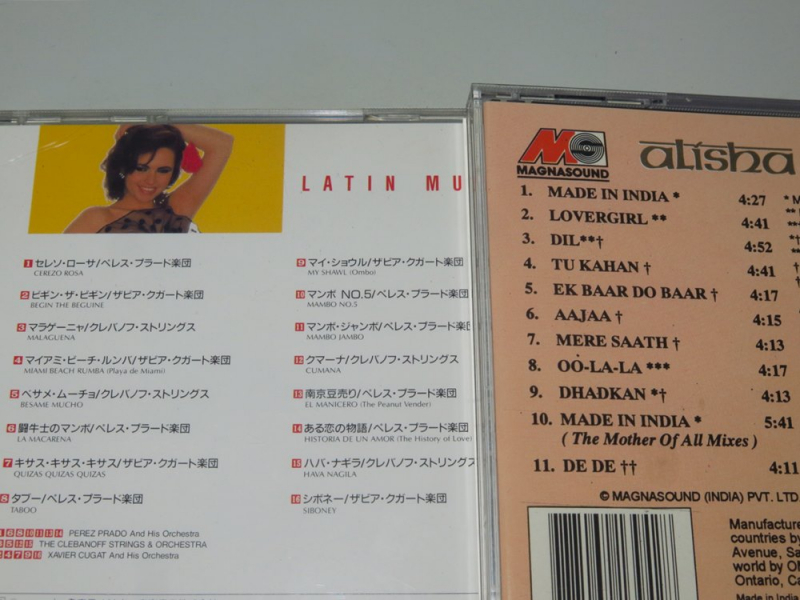 LATIN MU
1 セレソ・ローサ/ペレス・プラード楽団
CEREZO ROSA
2 ビギン・ザ・ビギン/ザビア・クガート楽団
BEGIN THE BEGUINE
3 マラゲーニャ/クレバノフ・ストリングス
MALAGUENA
4 マイアミ・ビーチ・ルンバ/ザビア・クガート楽団
MIAMI BEACH RUMBA (Playa de Miami)
5 ベサメ・ムーチョ/クレバノフ・ストリングス
BESAME MUCHO
6 闘牛士のマンボ/ペレス・プラード楽団
LA MACARENA
7 キサス・キサス・キサス/ザビア・クガート楽団
QUIZAS QUIZAS QUIZAS
8 タブー/ペレス・プラード楽団
TABOO
9 マイ・ショウル/ザビア・クガート楽団
MY SHAWL (Ombo)
10 マンボ NO.5/ペレス・プラード楽団
MAMBO NO.5
11 マンボ・ジャンボ/ペレス・プラード楽団
MAMBO JAMBO
12 クマーナ/クレバノフ・ストリングス
CUMANA
13 南京豆売り/ペレス・プラード楽団
EL MANICERO (The Peanut Vender)
14 ある恋の物語/ペレス・プラード楽団
HISTORIA DE UN AMOR (The History of Love
15 ハバ・ナギラ/クレバノフ・ストリングス
HAVA NAGILA
16 シボネー/ザビア・クガート楽団
SIBONEY
1 6 8 10 11 13 14 PEREZ PRADO And His Orchestra
3 5 12 15 THE CLEBANOFF STRINGS & ORCHESTRA
2 4 7 9 16 XAVIER CUGAT And His Orchestra
MAGNASOUND
alisha
1. MADE IN INDIA * 4:27
2. LOVERGIRL ** 4:41
3. DIL**† 4:52
4. TU KAHAN † 4:41
5. EK BAAR DO BAAR † 4:17
6. AAJAA † 4:15
7. MERE SAATH † 4:13
8. OO-LA-LA *** 4:17
9. DHADKAN *† 4:13
10. MADE IN INDIA * 5:41
( The Mother Of All Mixes )
11. DE DE †† 4:11
© MAGNASOUND (INDIA) PVT. LTD
Manufacture
countries by
Avenue, Sa
world by
Ontario, Ca
Made in India